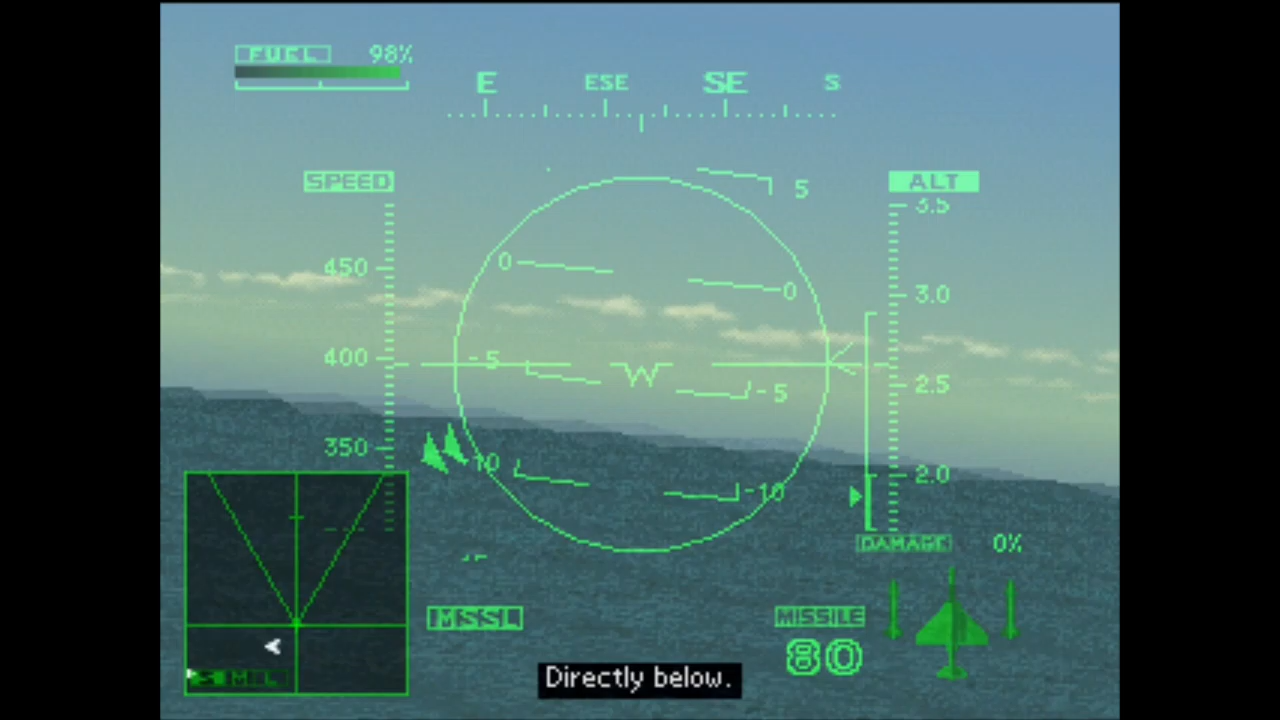 FUEL 98%
E ESE SE S
SPEED
ALT
3.5
5
450
0
0
3.0
400
-5
-5
2.5
350
10
-10
2.0
DAMAGE 0%
MSSL
MISSILE
80
Directly below.